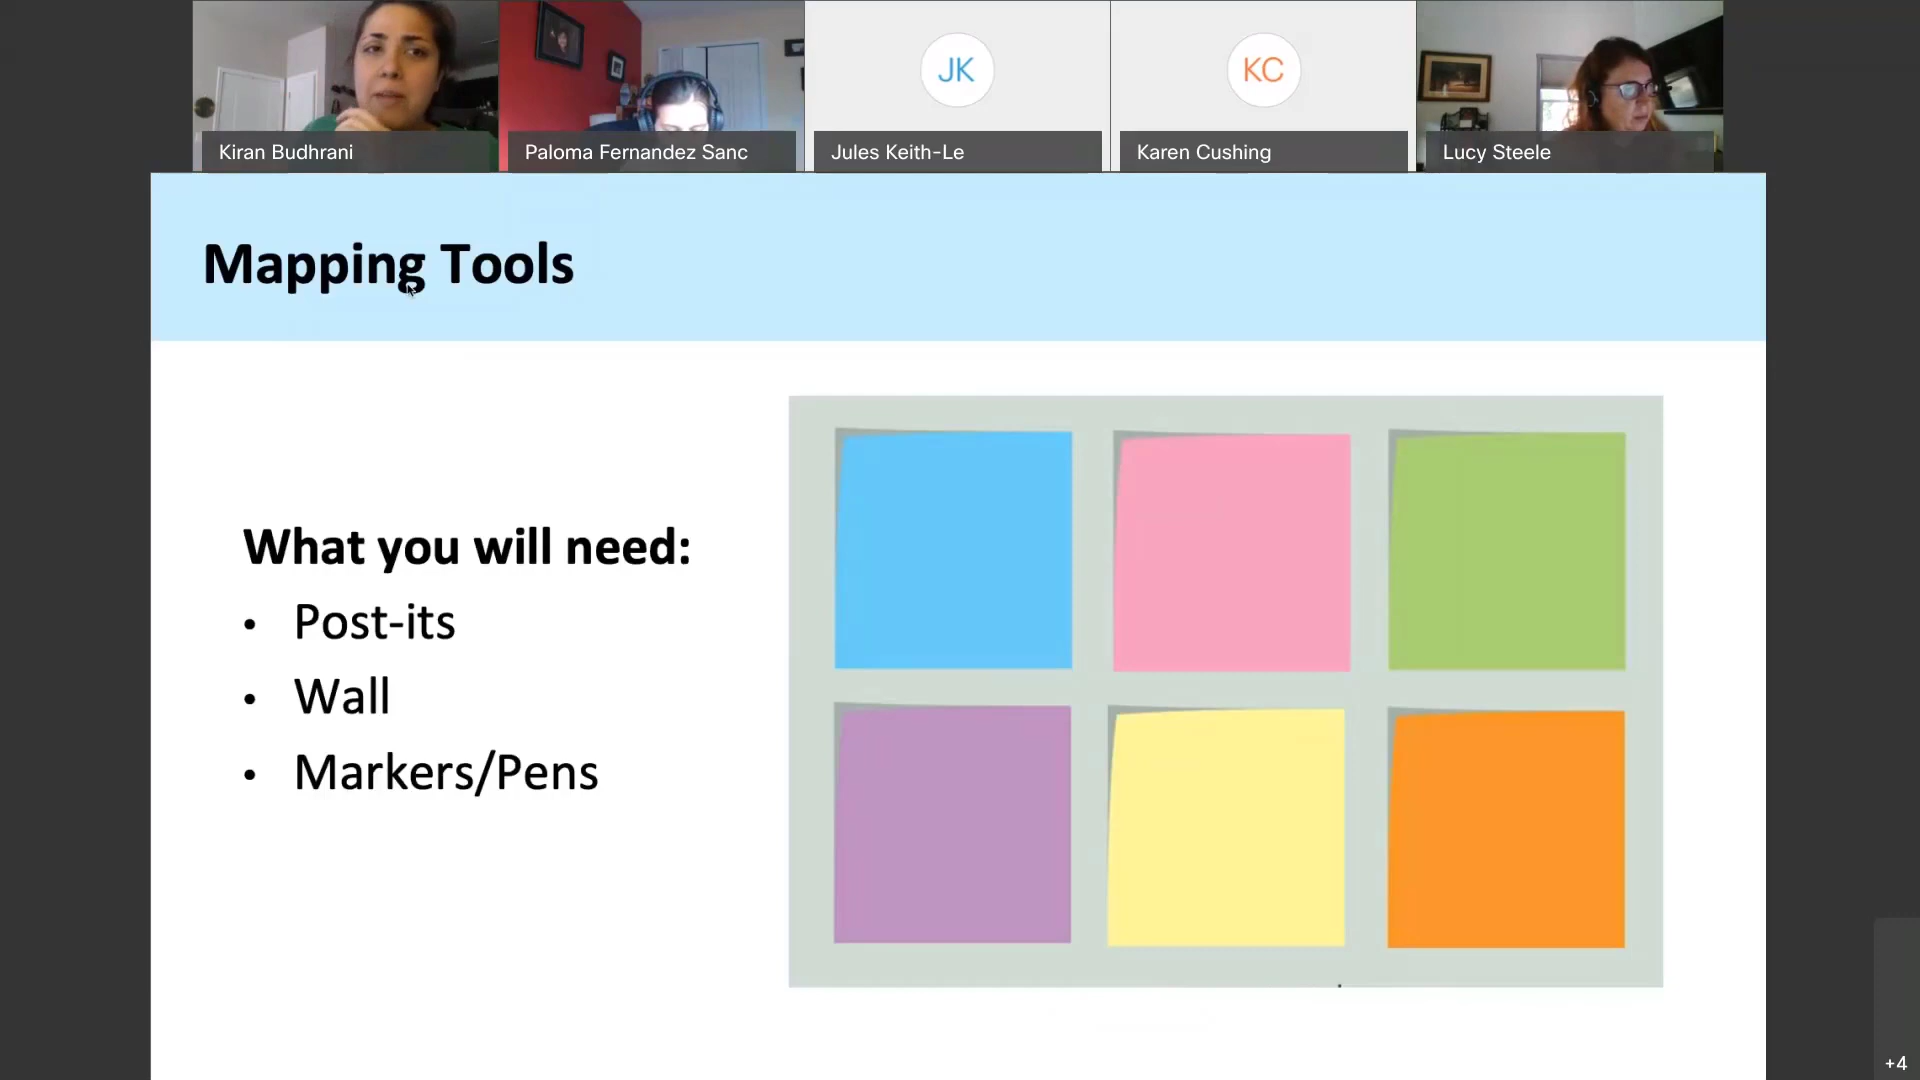 JK
KC
Kiran Budhrani
Paloma Fernandez Sanc
Jules Keith-Le
Karen Cushing
Lucy Steele
Mapping Tools
What you will need:
• Post-its
• Wall
• Markers/Pens
+4